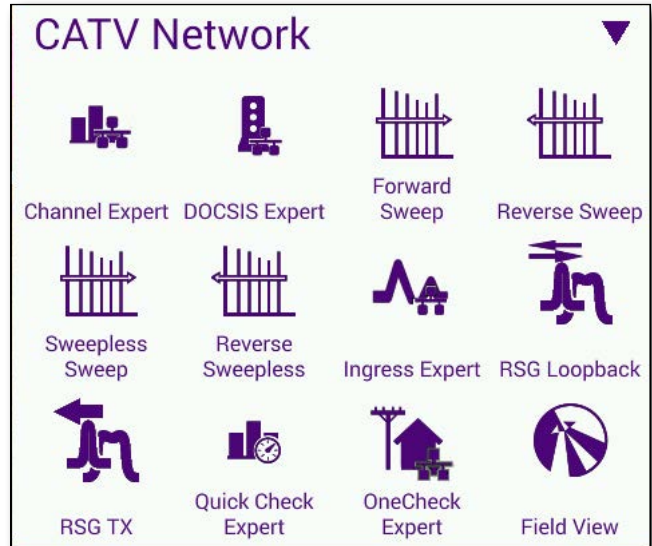 CATV Network
Channel Expert
DOCSIS Expert
Forward
Sweep
Reverse Sweep
Sweepless
Sweep
Reverse
Sweepless
Ingress Expert
RSG Loopback
RSG TX
Quick Check
Expert
OneCheck
Expert
Field View